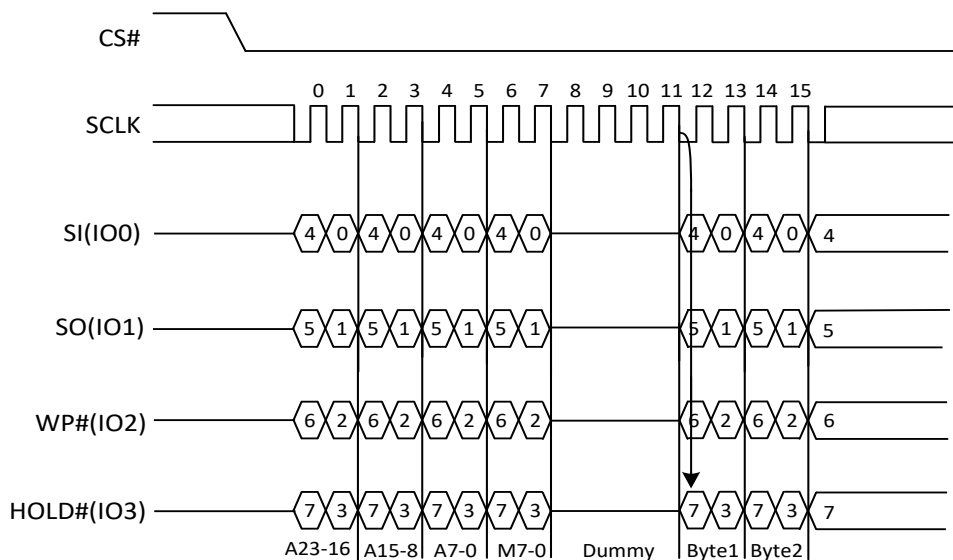 CS#
0 1 2 3 4 5 6 7 8 9 10 11 12 13 14 15
SCLK
SI(IO0) 4 0 4 0 4 0 4 0 4 0 4 0 4
SO(IO1) 5 1 5 1 5 1 5 1 5 1 5 1 5
WP#(IO2) 6 2 6 2 6 2 6 2 6 2 6 2 6
HOLD#(IO3) 7 3 7 3 7 3 7 3 7 3 7 3 7
A23-16 A15-8 A7-0 M7-0 Dummy Byte1 Byte2